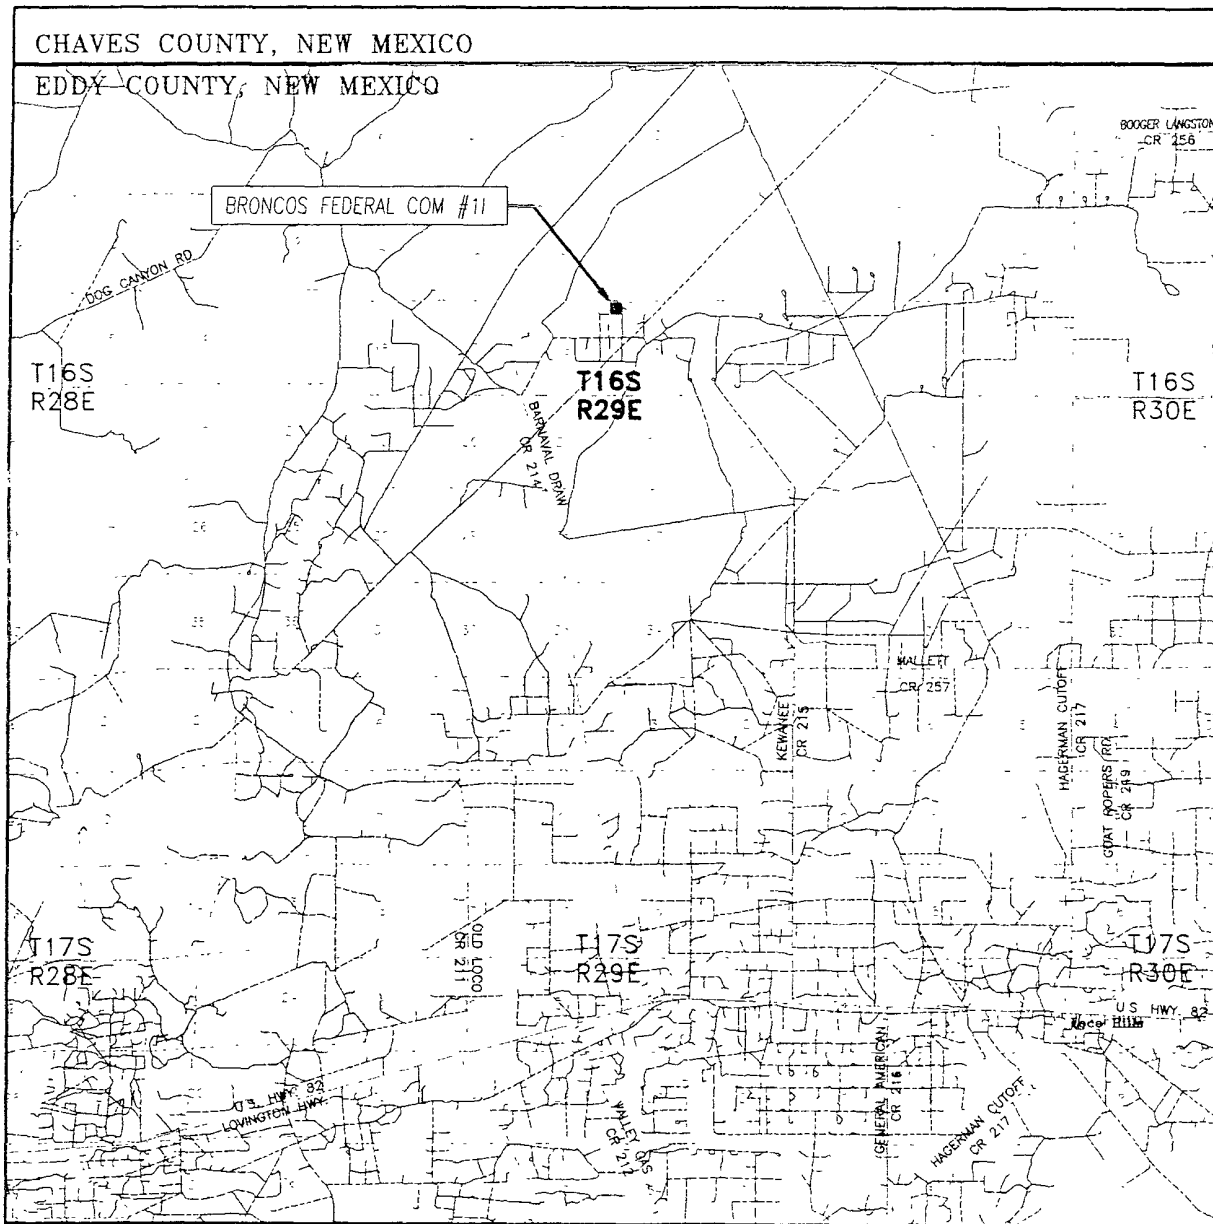 CHAVES COUNTY, NEW MEXICO
EDDY COUNTY, NEW MEXICO
BOOGER LANGSTON
CR 256
BRONCOS FEDERAL COM #11
DOG CANYON RD
T16S
R28E
T16S
R29E
T16S
R30E
BARNAVAL DRAW
CR 214
MALLETT
CR 257
KEWANEE
CR 215
HAGERMAN CUTOFF
CR 217
GOAT ROPERS RD
CR 249
OLD LOCO
CR 211
T17S
R28E
T17S
R29E
T17S
R30E
US HWY 82
Loco Hills
US HWY. 82
LOVINGTON HWY.
VALLEY GAS
CR 212
GENERAL AMERICAN
CR 216
HAGERMAN CUTOFF
CR 217